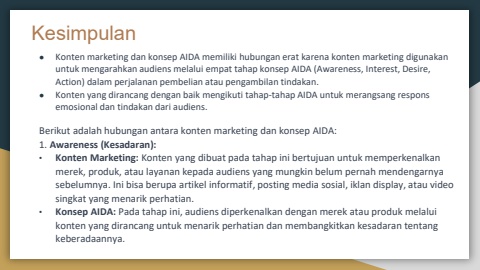 Kesimpulan
● Konten marketing dan konsep AIDA memiliki hubungan erat karena konten marketing digunakan
untuk mengarahkan audiens melalui empat tahap konsep AIDA (Awareness, Interest, Desire,
Action) dalam perjalanan pembelian atau pengambilan tindakan.
● Konten yang dirancang dengan baik mengikuti tahap-tahap AIDA untuk merangsang respons
emosional dan tindakan dari audiens.
Berikut adalah hubungan antara konten marketing dan konsep AIDA:
1. Awareness (Kesadaran):
• Konten Marketing: Konten yang dibuat pada tahap ini bertujuan untuk memperkenalkan
merek, produk, atau layanan kepada audiens yang mungkin belum pernah mendengarnya
sebelumnya. Ini bisa berupa artikel informatif, posting media sosial, iklan display, atau video
singkat yang menarik perhatian.
• Konsep AIDA: Pada tahap ini, audiens diperkenalkan dengan merek atau produk melalui
konten yang dirancang untuk menarik perhatian dan membangkitkan kesadaran tentang
keberadaannya.